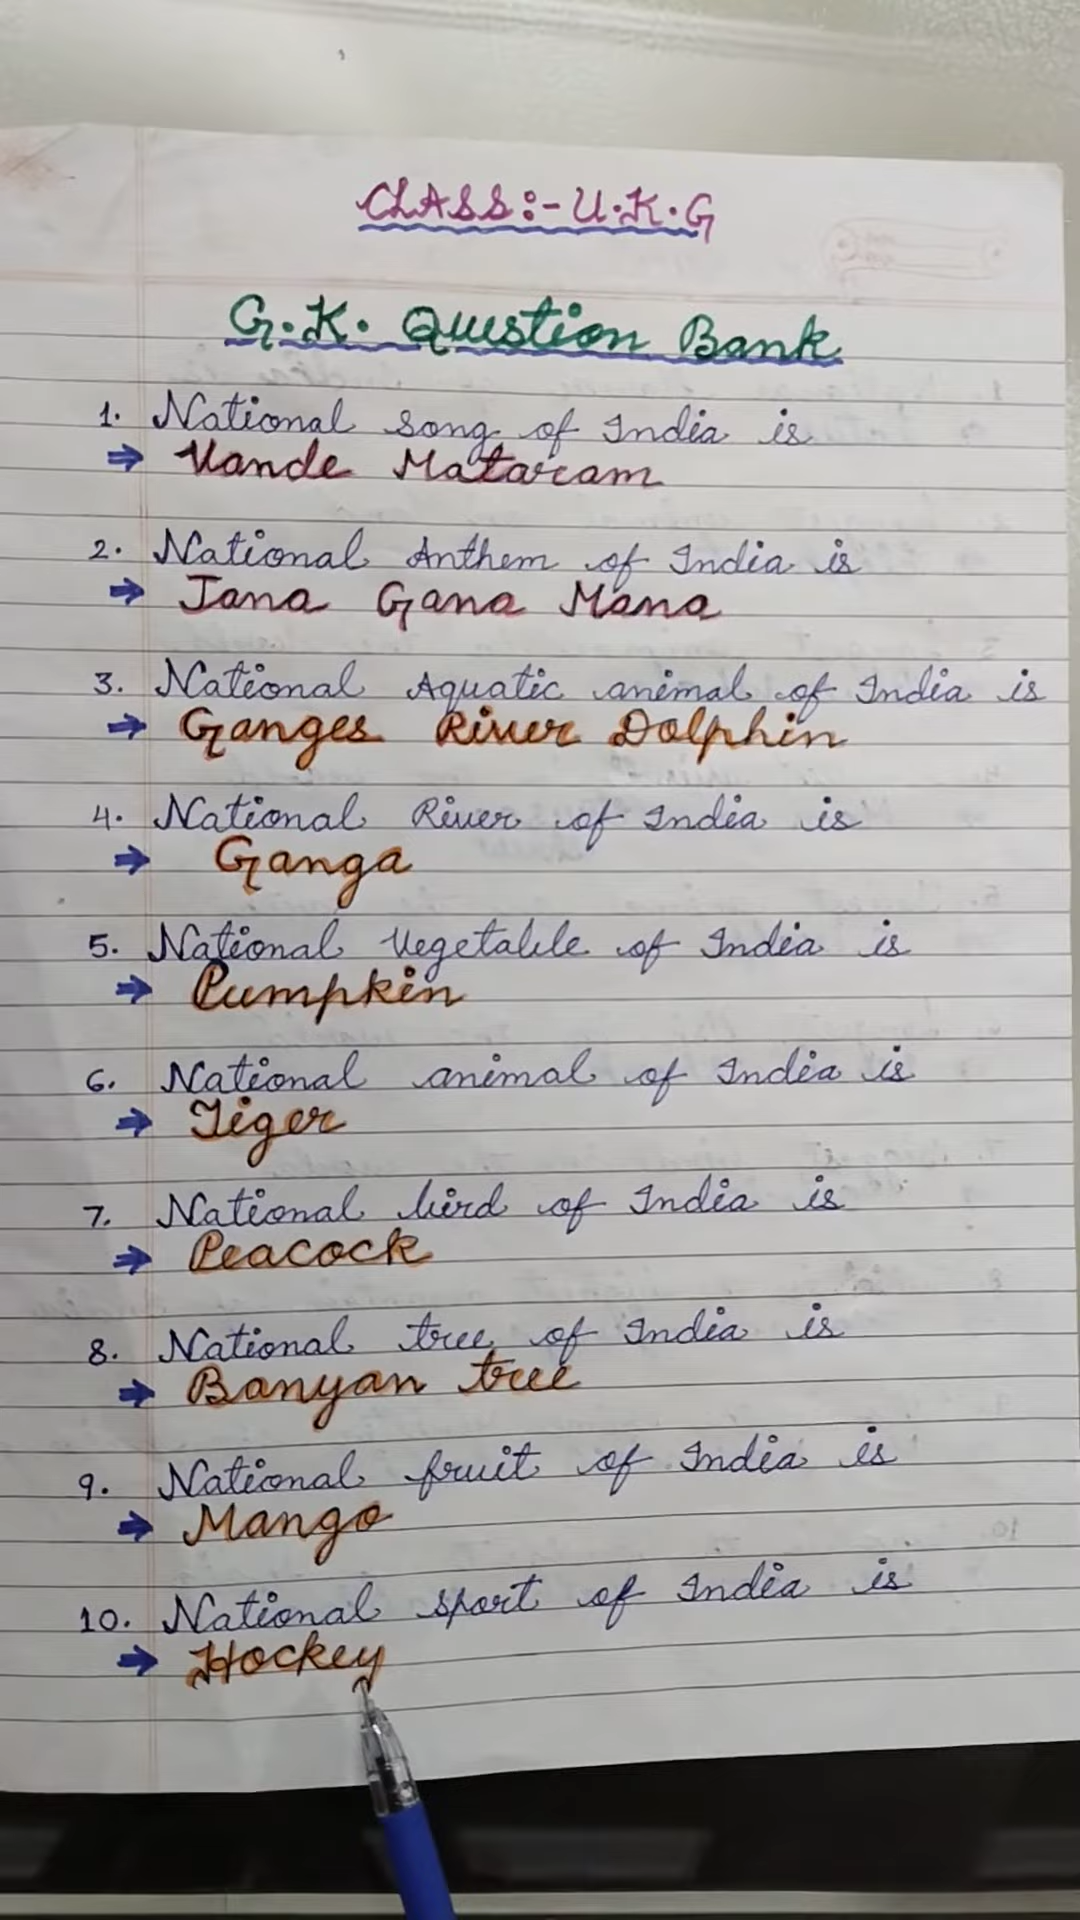 CLASS:- U.K.G
G.K. Question Bank
1. National song of India is
⇒ Vande Mataram
2. National Anthem of India is
⇒ Jana Gana Mana
3. National Aquatic animal of India is
⇒ Ganges River Dolphin
4. National River of India is
⇒ Ganga
5. National Vegetable of India is
⇒ Pumpkin
6. National animal of India is
⇒ Tiger
7. National bird of India is
⇒ Peacock
8. National tree of India is
⇒ Banyan tree
9. National fruit of India is
⇒ Mango
10. National sport of India is
⇒ Hockey